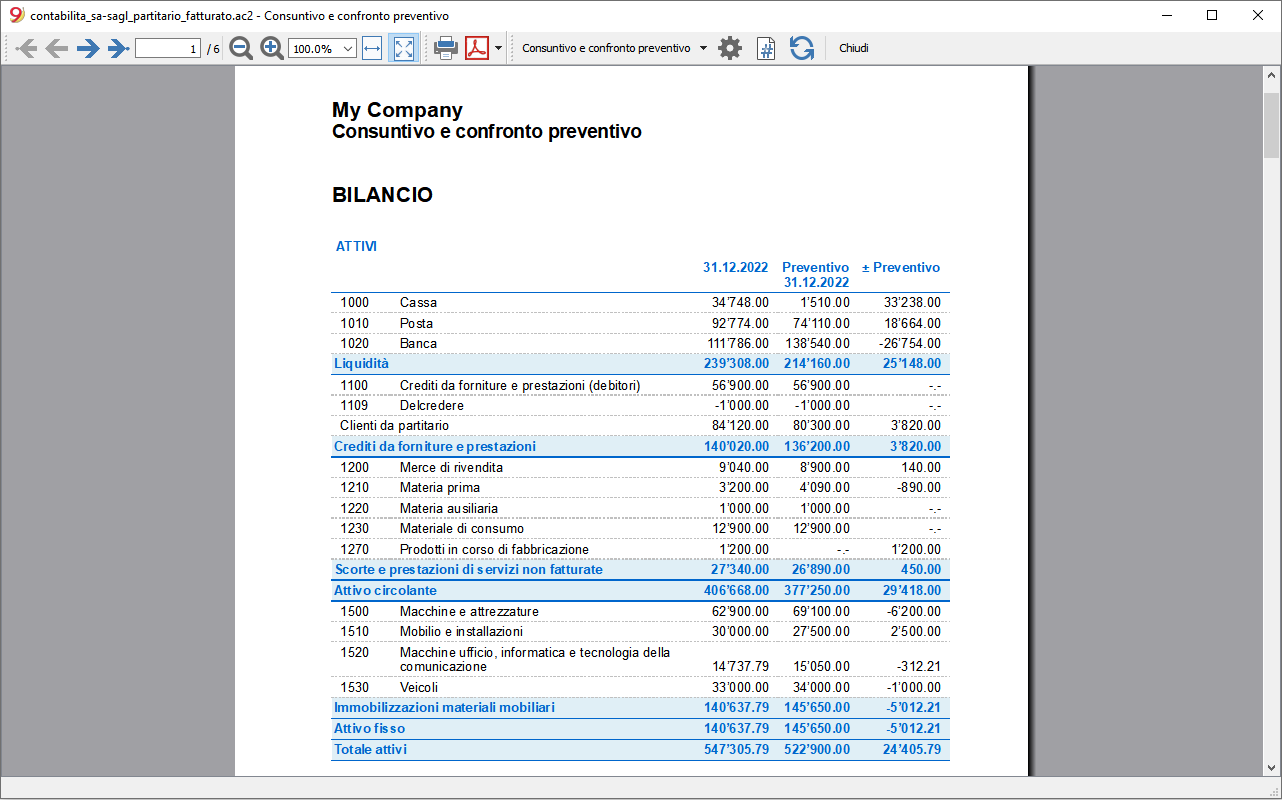 contabilita_sa-sagl_partitario_fatturato.ac2 - Consuntivo e confronto preventivo
1 / 6 100.0% Consuntivo e confronto preventivo Chiudi
My Company
Consuntivo e confronto preventivo
BILANCIO
ATTIVI
31.12.2022 Preventivo ± Preventivo
31.12.2022
1000 Cassa 34'748.00 1'510.00 33'238.00
1010 Posta 92'774.00 74'110.00 18'664.00
1020 Banca 111'786.00 138'540.00 -26'754.00
Liquidità 239'308.00 214'160.00 25'148.00
1100 Crediti da forniture e prestazioni (debitori) 56'900.00 56'900.00 -.-
1109 Delcredere -1'000.00 -1'000.00 -.-
Clienti da partitario 84'120.00 80'300.00 3'820.00
Crediti da forniture e prestazioni 140'020.00 136'200.00 3'820.00
1200 Merce di rivendita 9'040.00 8'900.00 140.00
1210 Materia prima 3'200.00 4'090.00 -890.00
1220 Materia ausiliaria 1'000.00 1'000.00 -.-
1230 Materiale di consumo 12'900.00 12'900.00 -.-
1270 Prodotti in corso di fabbricazione 1'200.00 -.- 1'200.00
Scorte e prestazioni di servizi non fatturate 27'340.00 26'890.00 450.00
Attivo circolante 406'668.00 377'250.00 29'418.00
1500 Macchine e attrezzature 62'900.00 69'100.00 -6'200.00
1510 Mobilio e installazioni 30'000.00 27'500.00 2'500.00
1520 Macchine ufficio, informatica e tecnologia della
comunicazione 14'737.79 15'050.00 -312.21
1530 Veicoli 33'000.00 34'000.00 -1'000.00
Immobilizzazioni materiali mobiliari 140'637.79 145'650.00 -5'012.21
Attivo fisso 140'637.79 145'650.00 -5'012.21
Totale attivi 547'305.79 522'900.00 24'405.79